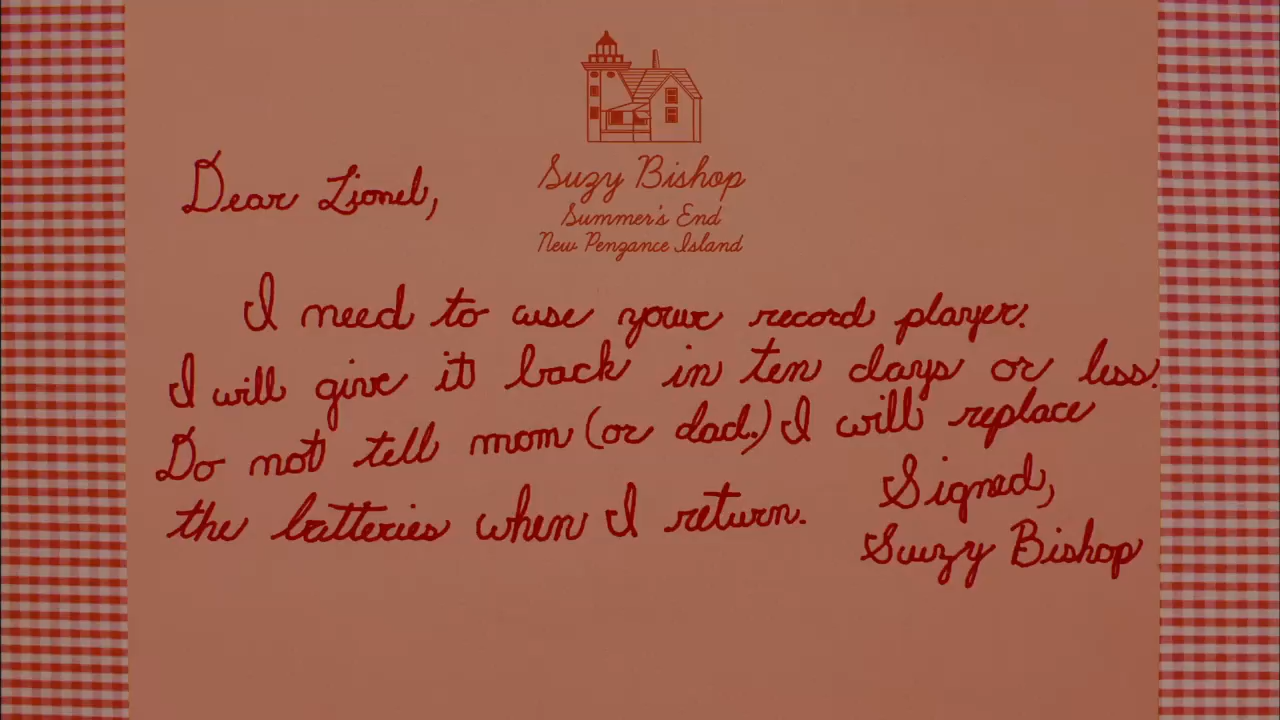 Suzy Bishop
Summer's End
New Penzance Island
Dear Lionel,
I need to use your record player.
I will give it back in ten days or less.
Do not tell mom (or dad.) I will replace
the batteries when I return.
Signed,
Suzy Bishop